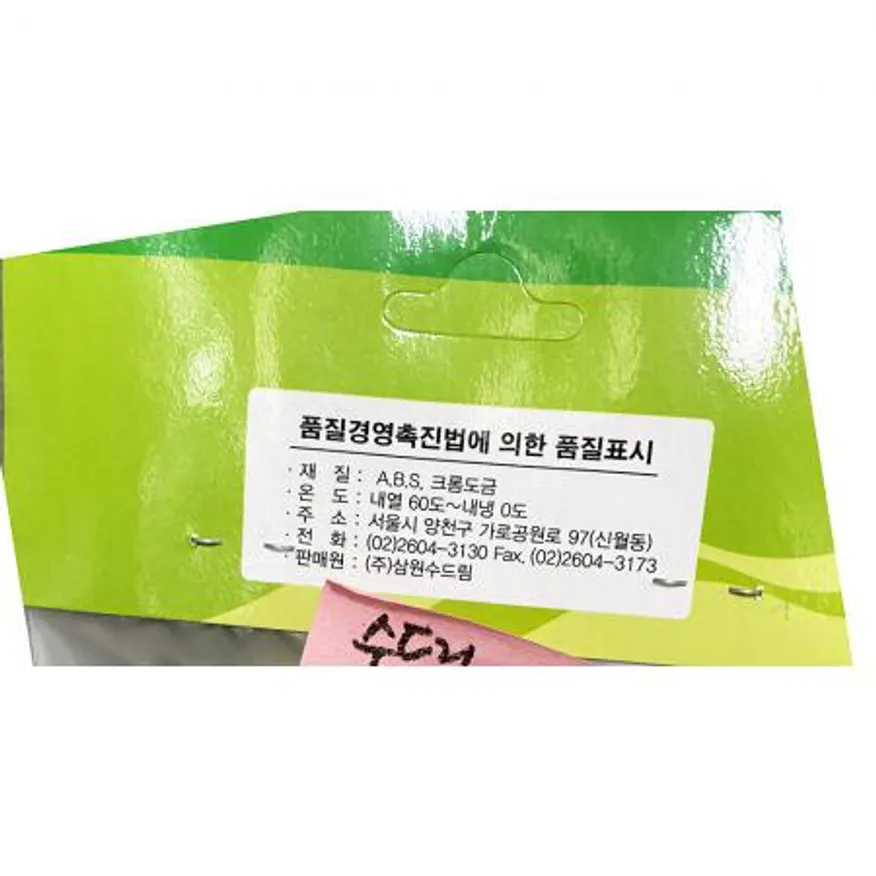 품질경영촉진법에 의한 품질표시
· 재 질 : A.B.S, 크롬도금
· 온 도 : 내열 60도~내냉 0도
· 주 소 : 서울시 양천구 가로공원로 97(신월동)
· 전 화 : (02)2604-3130 Fax. (02)2604-3173
· 판매원 : (주)삼원수드림